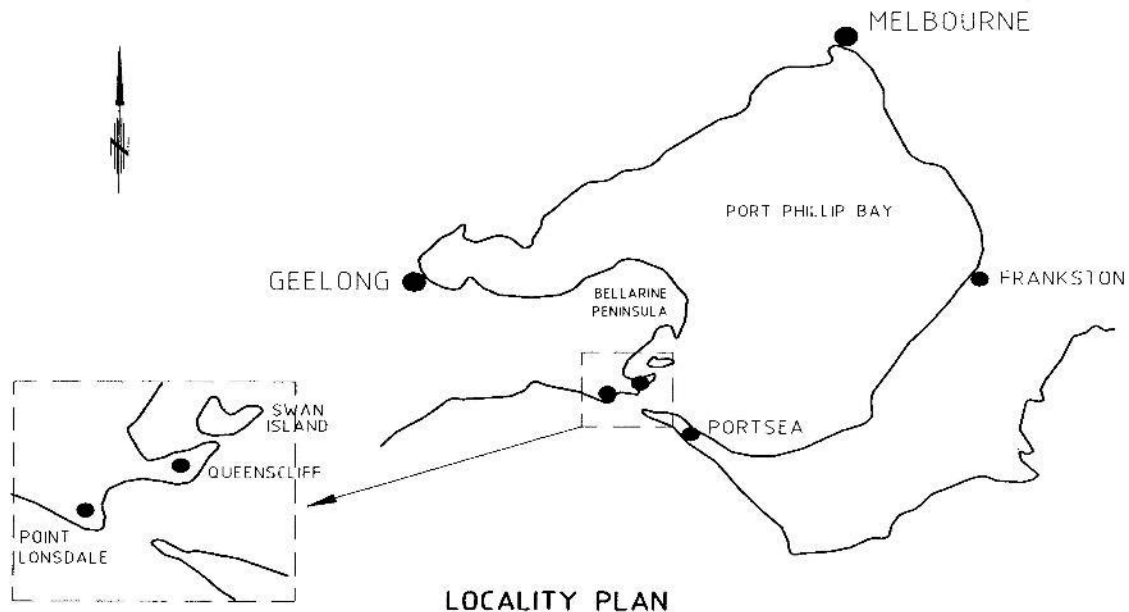 MELBOURNE
PORT PHILLIP BAY
GEELONG
FRANKSTON
BELLARINE
PENINSULA
SWAN
ISLAND
PORTSEA
QUEENSCLIFF
POINT
LONSDALE
LOCALITY PLAN